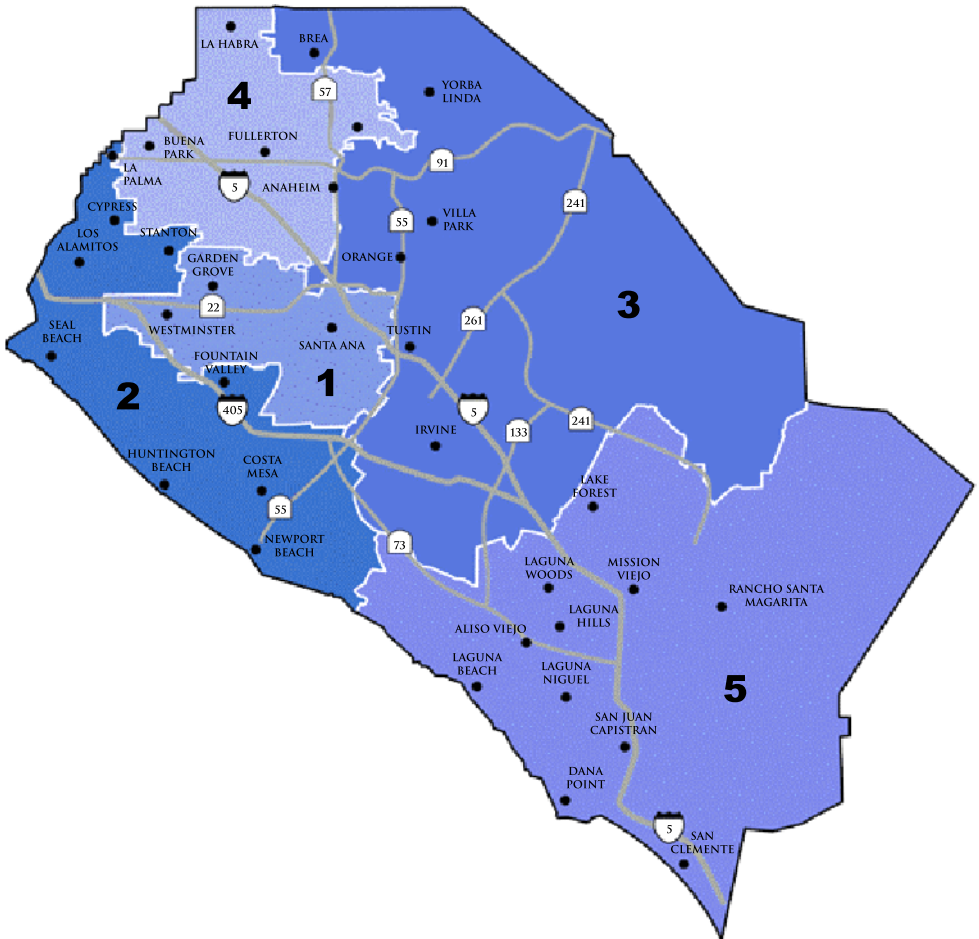 LA HABRA
BREA
57
4
YORBA
LINDA
BUENA
PARK
FULLERTON
91
LA
PALMA
5
ANAHEIM
241
CYPRESS
55
VILLA
PARK
LOS
ALAMITOS
STANTON
GARDEN
GROVE
ORANGE
22
3
SEAL
BEACH
WESTMINSTER
SANTA ANA
TUSTIN
261
FOUNTAIN
VALLEY
2
1
405
5
241
IRVINE
133
HUNTINGTON
BEACH
COSTA
MESA
LAKE
FOREST
55
NEWPORT
BEACH
73
LAGUNA
WOODS
MISSION
VIEJO
RANCHO SANTA
MAGARITA
LAGUNA
HILLS
ALISO VIEJO
LAGUNA
BEACH
LAGUNA
NIGUEL
5
SAN JUAN
CAPISTRAN
DANA
POINT
5
SAN
CLEMENTE